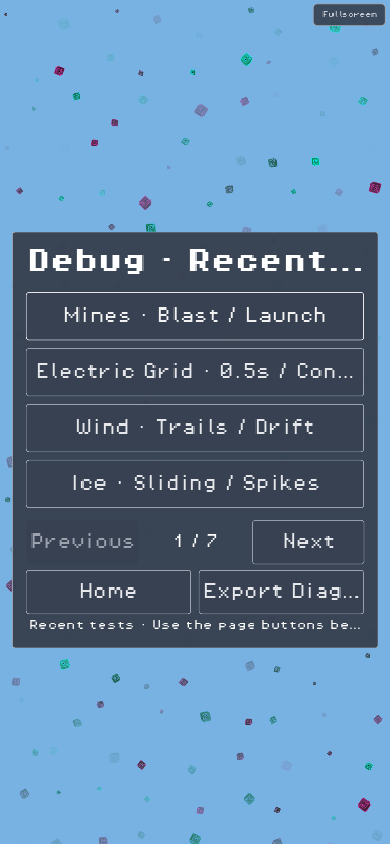 Fullscreen
Debug · Recent...
Mines · Blast / Launch
Electric Grid · 0.5s / Con...
Wind · Trails / Drift
Ice · Sliding / Spikes
Previous 1 / 7 Next
Home Export Diag...
Recent tests · Use the page buttons be...